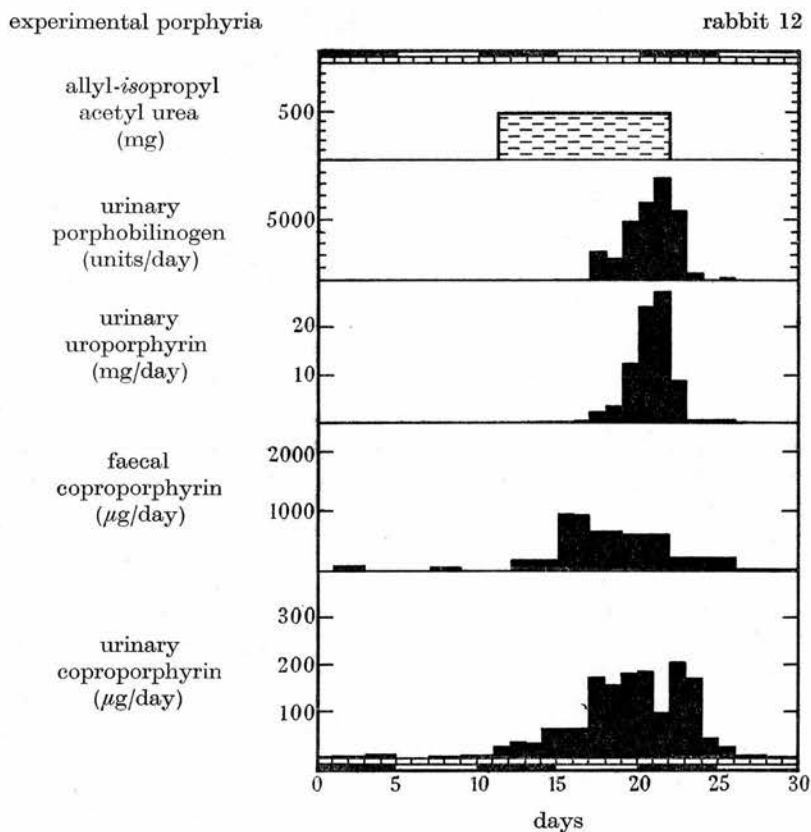 experimental porphyria
rabbit 12
allyl-isopropyl
acetyl urea
(mg)
500
urinary
porphobilinogen
(units/day)
5000
urinary
uroporphyrin
(mg/day)
20
10
faecal
coproporphyrin
(μg/day)
2000
1000
urinary
coproporphyrin
(μg/day)
300
200
100
0 5 10 15 20 25 30
days